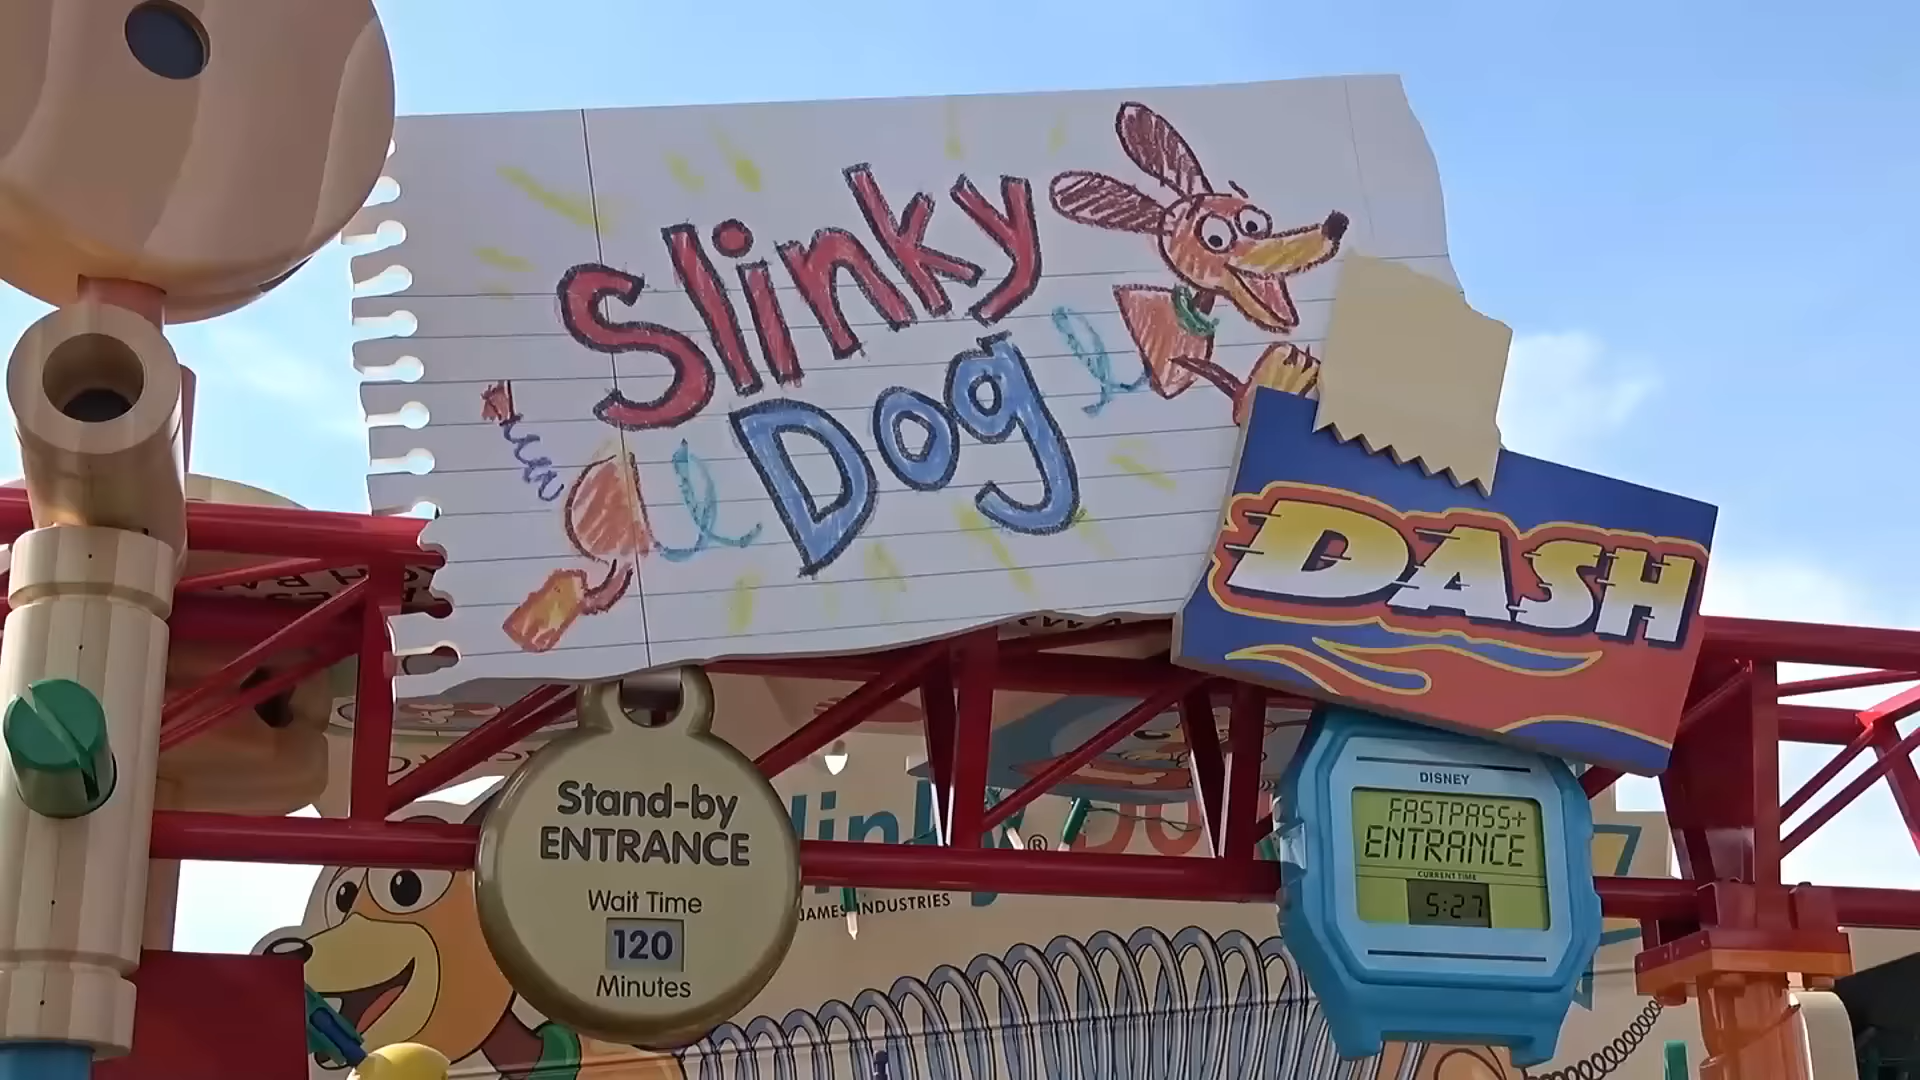 Slinky
Dog
DASH
Stand-by
ENTRANCE
Wait Time
120
Minutes
DISNEY
FASTPASS+
ENTRANCE
CURRENT TIME
5:27
®
JAMES INDUSTRIES